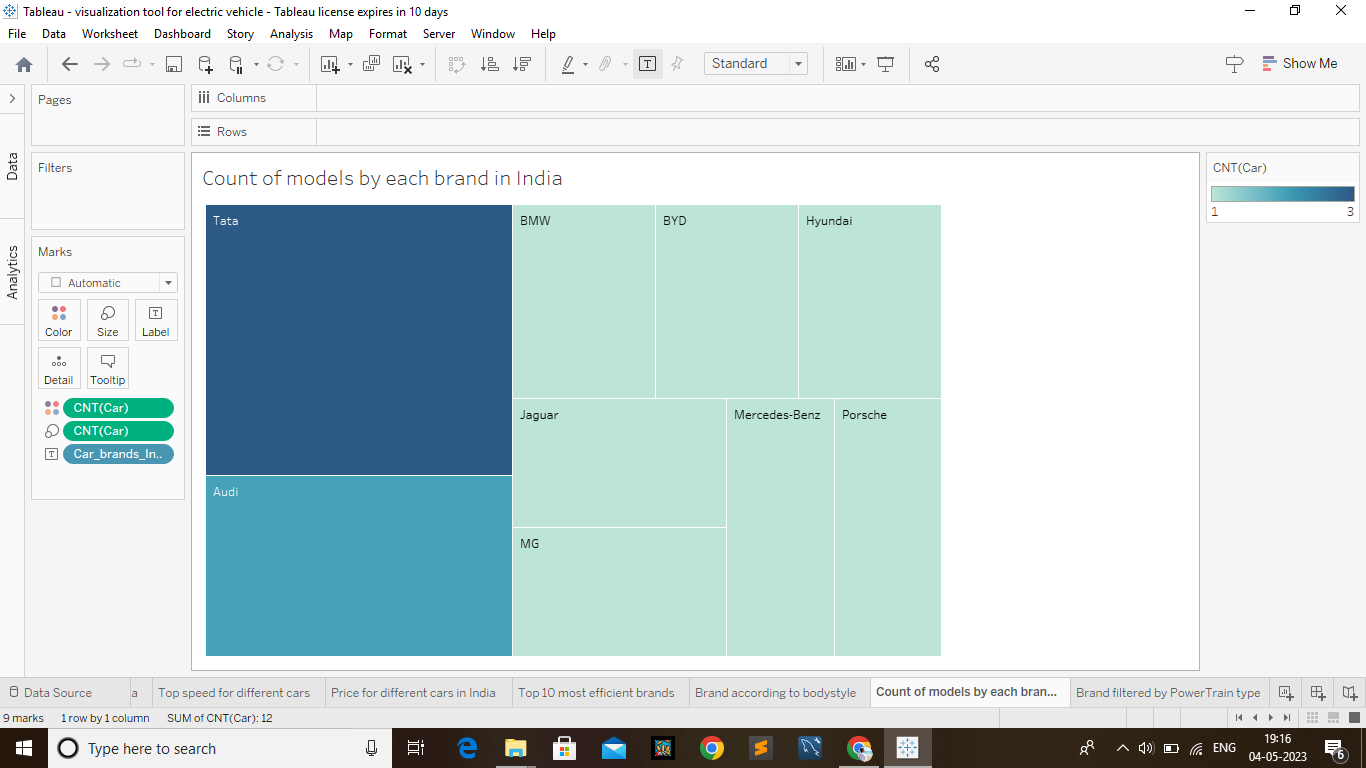 Tableau - visualization tool for electric vehicle - Tableau license expires in 10 days
File Data Worksheet Dashboard Story Analysis Map Format Server Window Help
Standard
Show Me
Pages
Columns
Rows
Data
Analytics
Filters
Marks
Automatic
Color Size Label
Detail Tooltip
CNT(Car)
CNT(Car)
Car_brands_In..
Count of models by each brand in India
Tata BMW BYD Hyundai
Jaguar Mercedes-Benz Porsche
Audi
MG
CNT(Car)
1 3
Data Source a Top speed for different cars Price for different cars in India Top 10 most efficient brands Brand according to bodystyle Count of models by each bran... Brand filtered by PowerTrain type
9 marks 1 row by 1 column SUM of CNT(Car): 12
Type here to search
ENG
19:16
04-05-2023
6